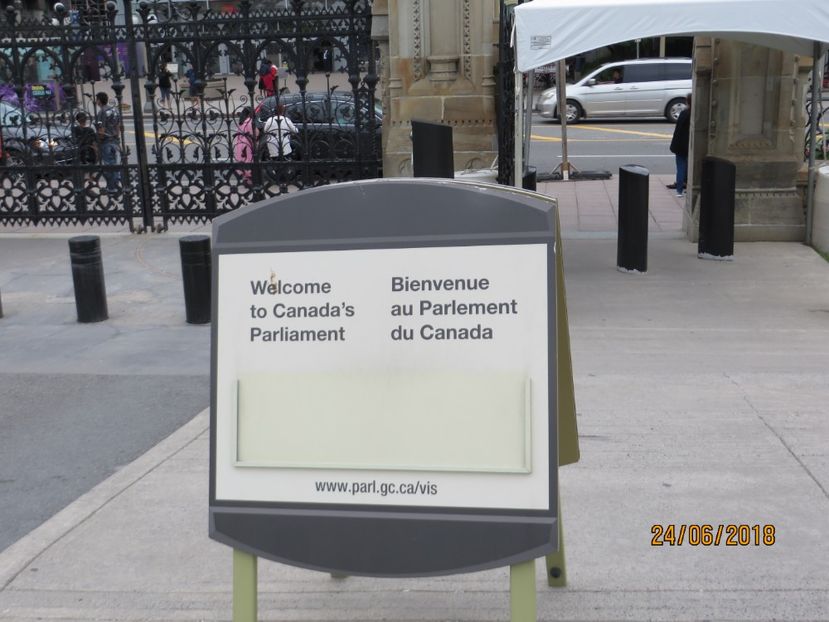 Welcome
to Canada's
Parliament
Bienvenue
au Parlement
du Canada
www.parl.gc.ca/vis
24/06/2018